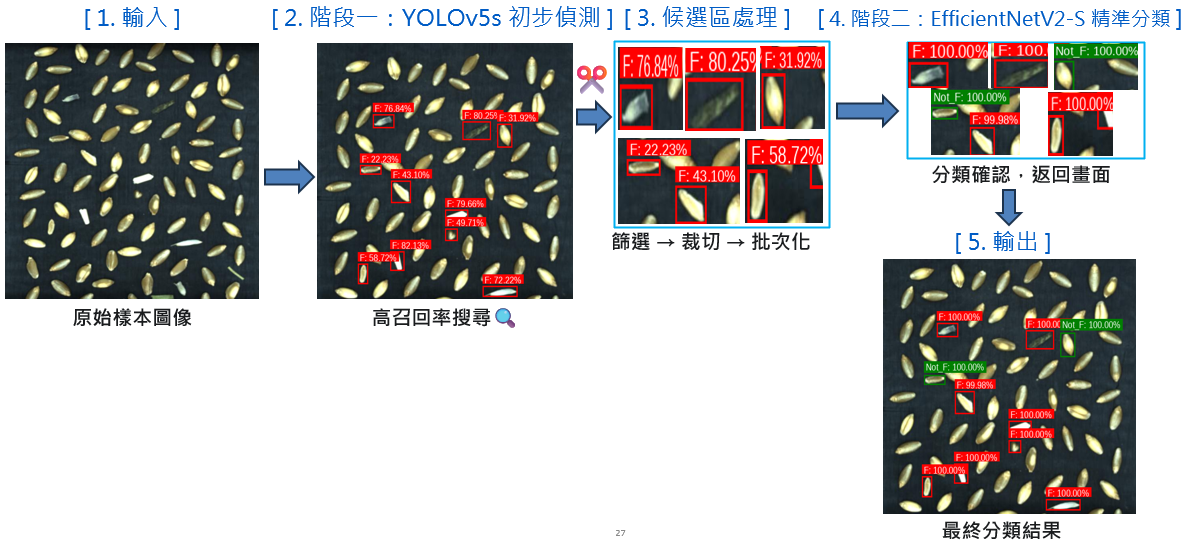 [ 1. 輸入 ]
原始樣本圖像
[ 2. 階段一：YOLOv5s 初步偵測 ]
F: 76.84%
F: 80.25%
F: 31.92%
F: 22.23%
F: 43.10%
F: 79.66%
F: 49.71%
F: 82.13%
F: 58.72%
F: 72.22%
高召回率搜尋
[ 3. 候選區處理 ]
F: 76.84%
F: 80.25%
F: 31.92%
F: 22.23%
F: 43.10%
F: 58.72%
篩選 → 裁切 → 批次化
[ 4. 階段二：EfficientNetV2-S 精準分類 ]
F: 100.00%
F: 100.
Not_F: 100.00%
Not_F: 100.00%
F: 100.00%
F: 99.98%
分類確認，返回畫面
[ 5. 輸出 ]
F: 100.00%
F: 100.00
Not_F: 100.00%
Not_F: 100.00%
F: 99.98%
F: 100.00%
F: 100.00%
F: 100.00%
F: 100.00%
F: 100.00%
最終分類結果
27